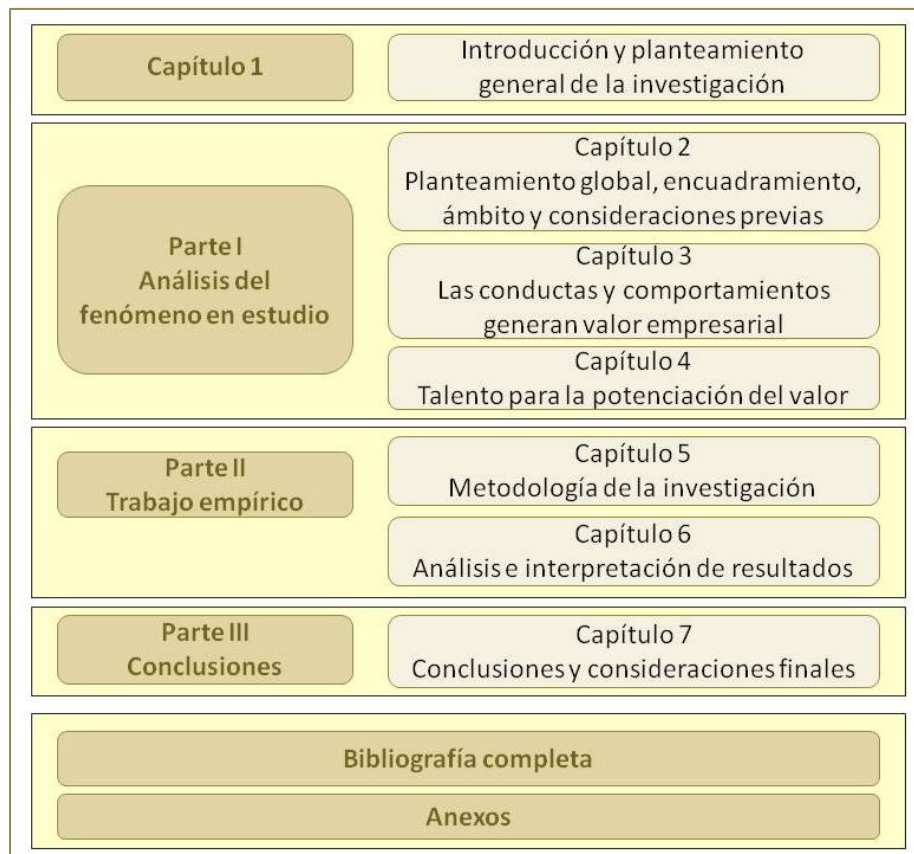 Capítulo 1
Introducción y planteamiento
general de la investigación
Parte I
Análisis del
fenómeno en estudio
Capítulo 2
Planteamiento global, encuadramiento,
ámbito y consideraciones previas
Capítulo 3
Las conductas y comportamientos
generan valor empresarial
Capítulo 4
Talento para la potenciación del valor
Parte II
Trabajo empírico
Capítulo 5
Metodología de la investigación
Capítulo 6
Análisis e interpretación de resultados
Parte III
Conclusiones
Capítulo 7
Conclusiones y consideraciones finales
Bibliografía completa
Anexos